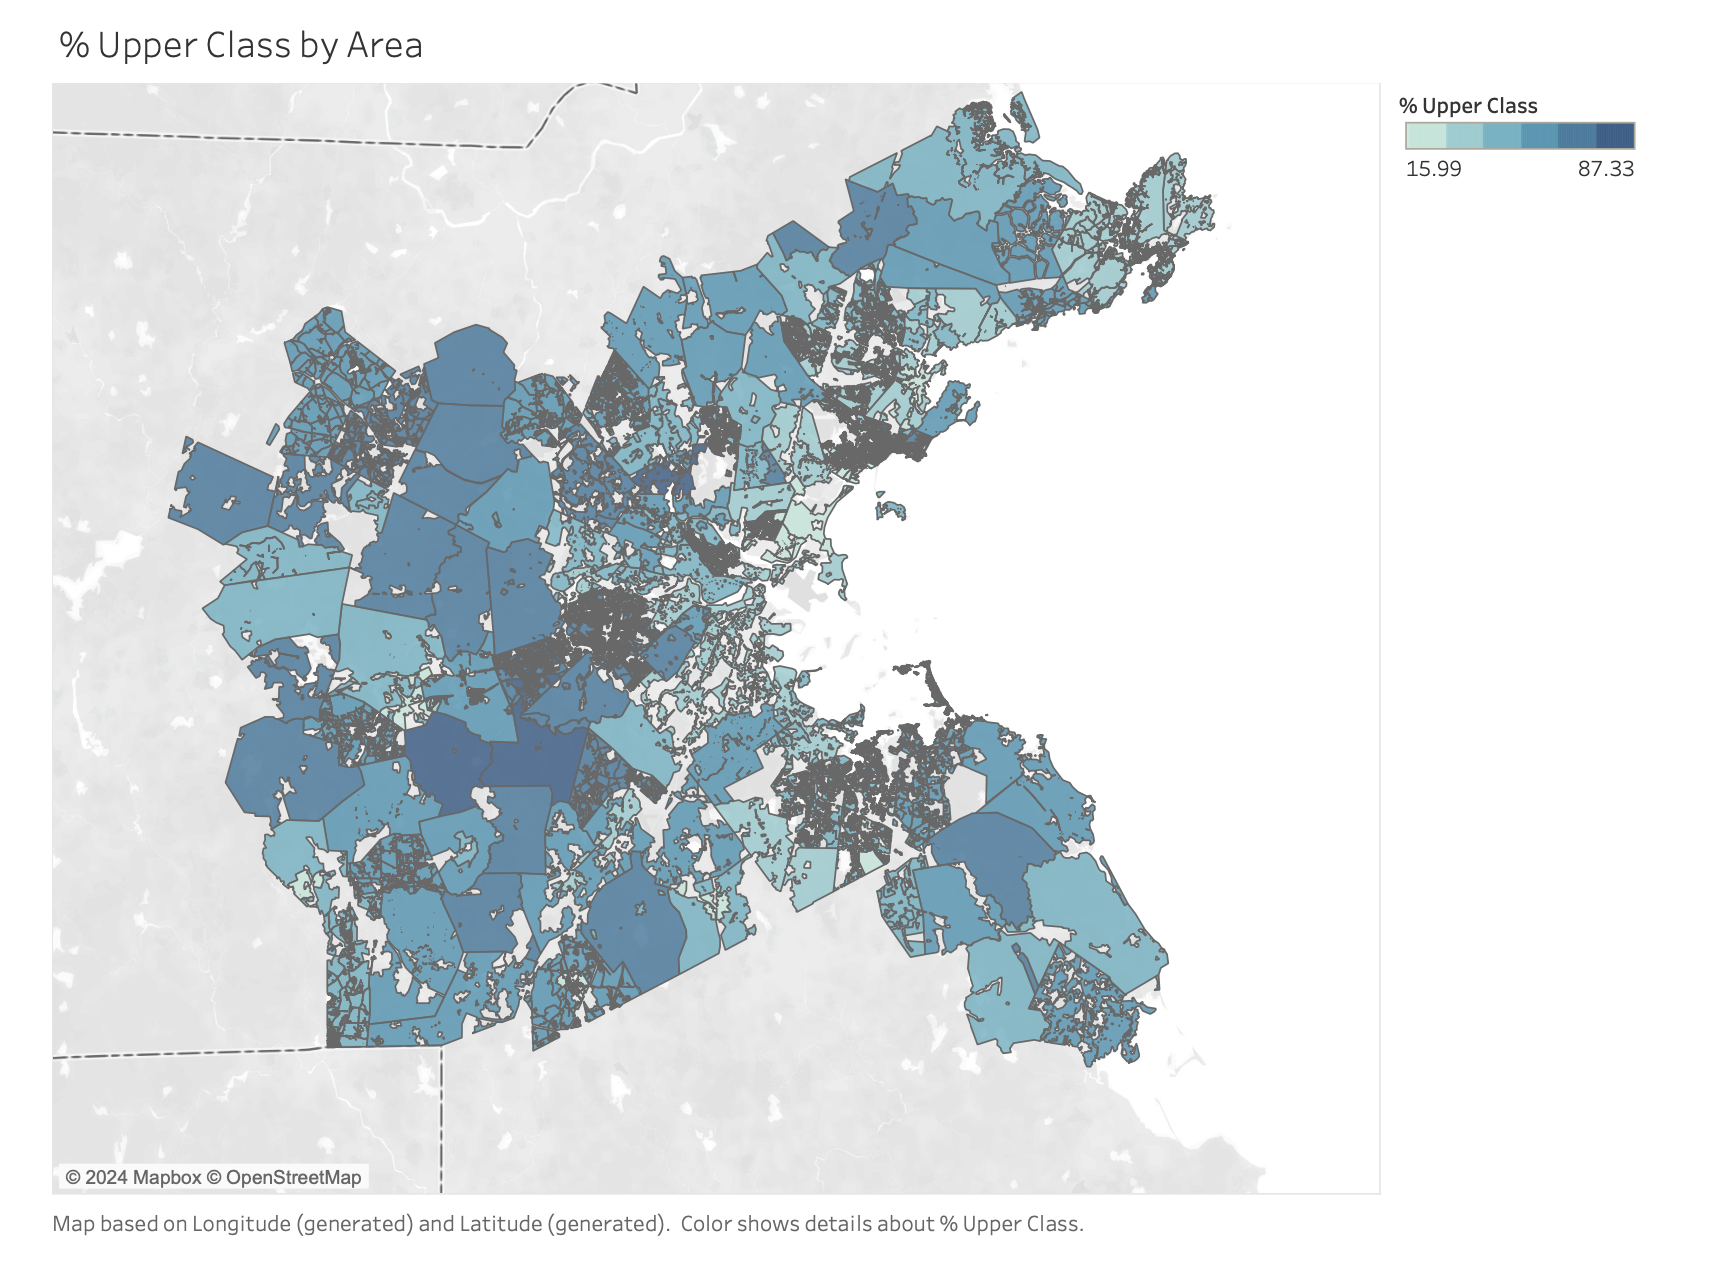 % Upper Class by Area
% Upper Class
15.99 87.33
© 2024 Mapbox © OpenStreetMap
Map based on Longitude (generated) and Latitude (generated). Color shows details about % Upper Class.